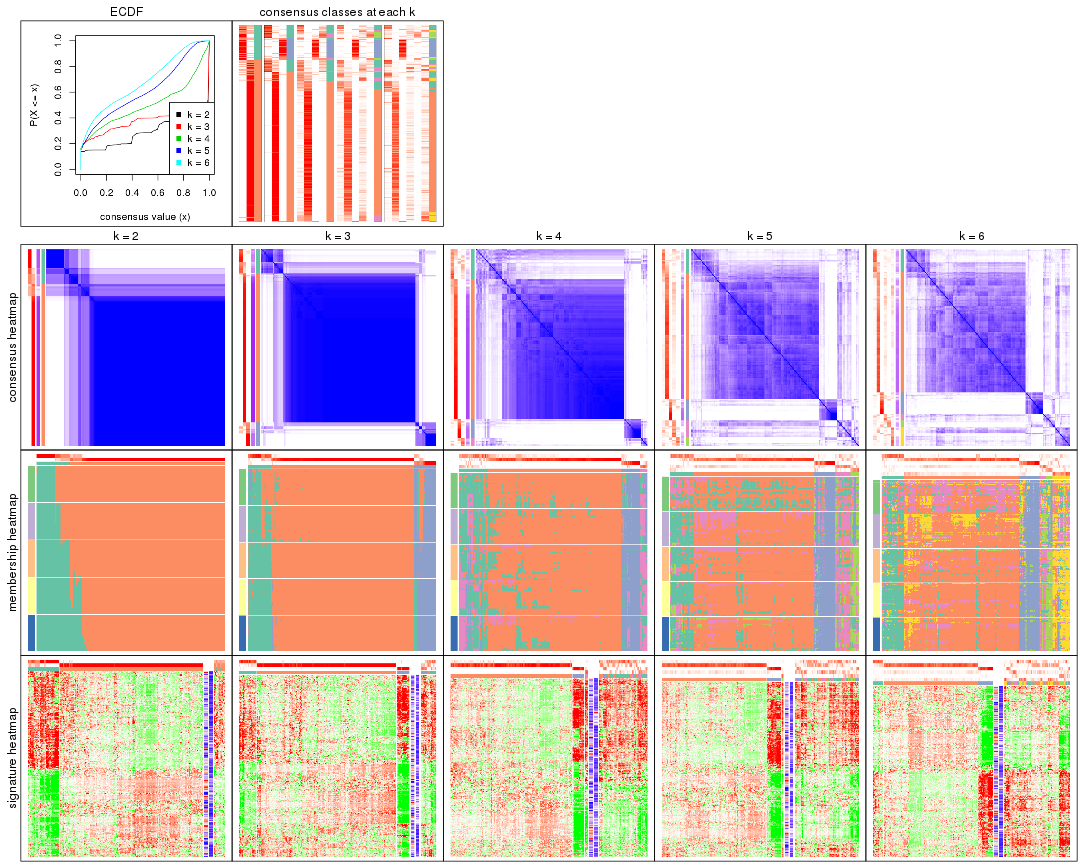 ECDF
consensus classes at each k
P(X <= x)
0.0 0.2 0.4 0.6 0.8 1.0
k = 2
k = 3
k = 4
k = 5
k = 6
0.0 0.2 0.4 0.6 0.8 1.0
consensus value (x)
k = 2 k = 3 k = 4 k = 5 k = 6
consensus heatmap
membership heatmap
signature heatmap